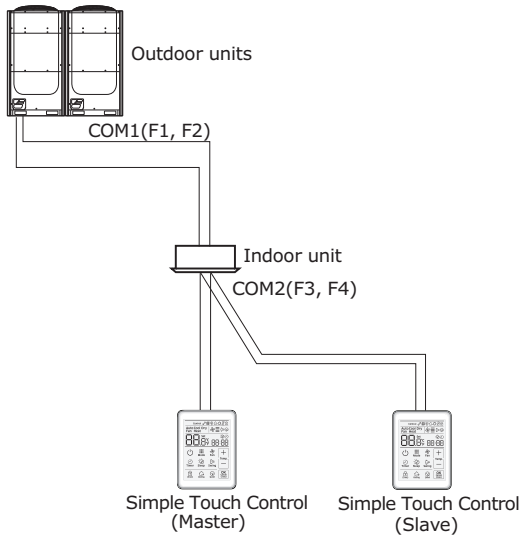 Outdoor units
COM1(F1, F2)
Indoor unit
COM2(F3, F4)
Simple Touch Control
(Master)
Simple Touch Control
(Slave)